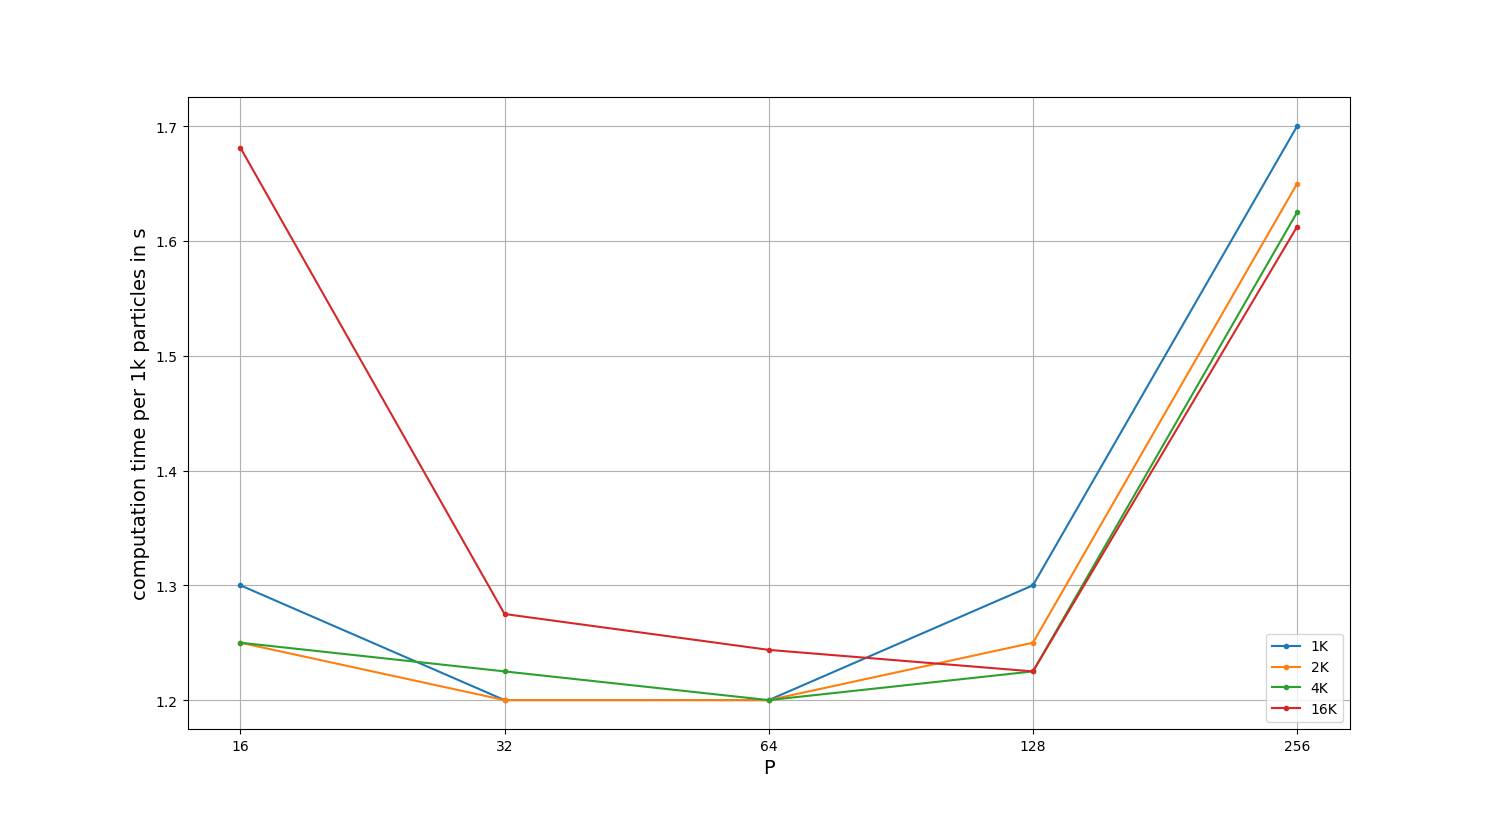 computation time per 1k particles in s
1.7
1.6
1.5
1.4
1.3
1.2
16 32 64 128 256
P
1K
2K
4K
16K